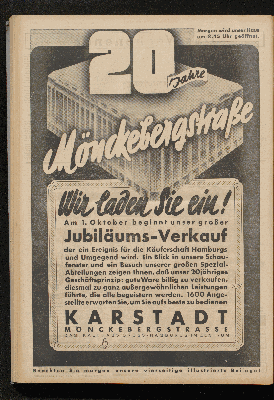 Morgen wird unser Haus
um 8.45 Uhr geöffnet.
20
Jahre
Mönckebergstraße
Wir laden Sie ein!
Am 1. Oktober beginnt unser großer
Jubiläums-Verkauf
der ein Ereignis für die Käuferschaft Hamburgs
und Umgegend wird. Ein Blick in unsere Schau-
fenster und ein Besuch unserer großen Spezial-
Abteilungen zeigen Ihnen, daß unser 20jähriges
Geschäftsprinzip: gute Ware billig zu verkaufen,
diesmal zu ganz außergewöhnlichen Leistungen
führte, die alle begeistern werden. 1600 Ange-
stellte erwarten Sie, um Sie aufs beste zu bedienen
KARSTADT
MÖNCKEBERGSTRASSE
Beachten Sie morgen unsere vierseitige illustrierte Beilage!